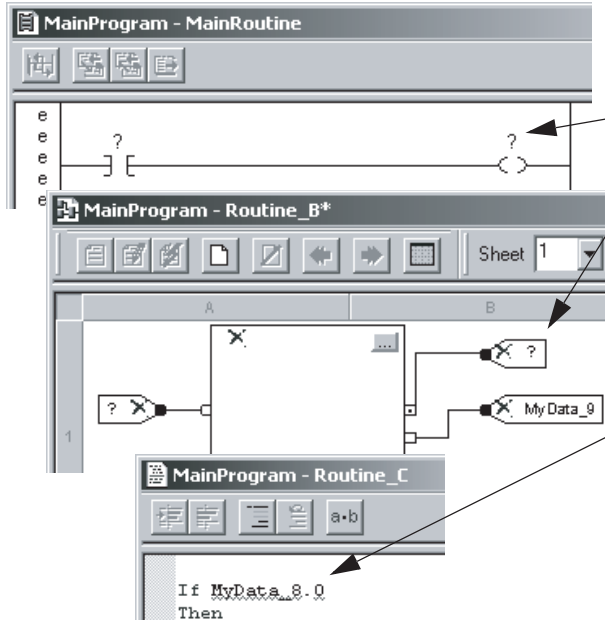 MainProgram - MainRoutine
e
e
e
e
e
?
?
MainProgram - Routine_B*
Sheet 1
A
B
...
?
?
MyData_9
1
MainProgram - Routine_C
a•b
If MyData_8.0
Then